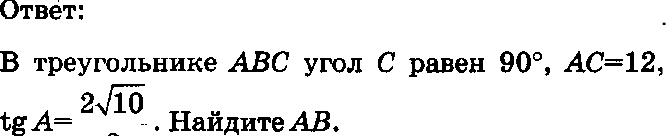 Ответ:
В треугольнике ABC угол C равен 90°, AC=12,
tg A= 2√10 . Найдите AB.